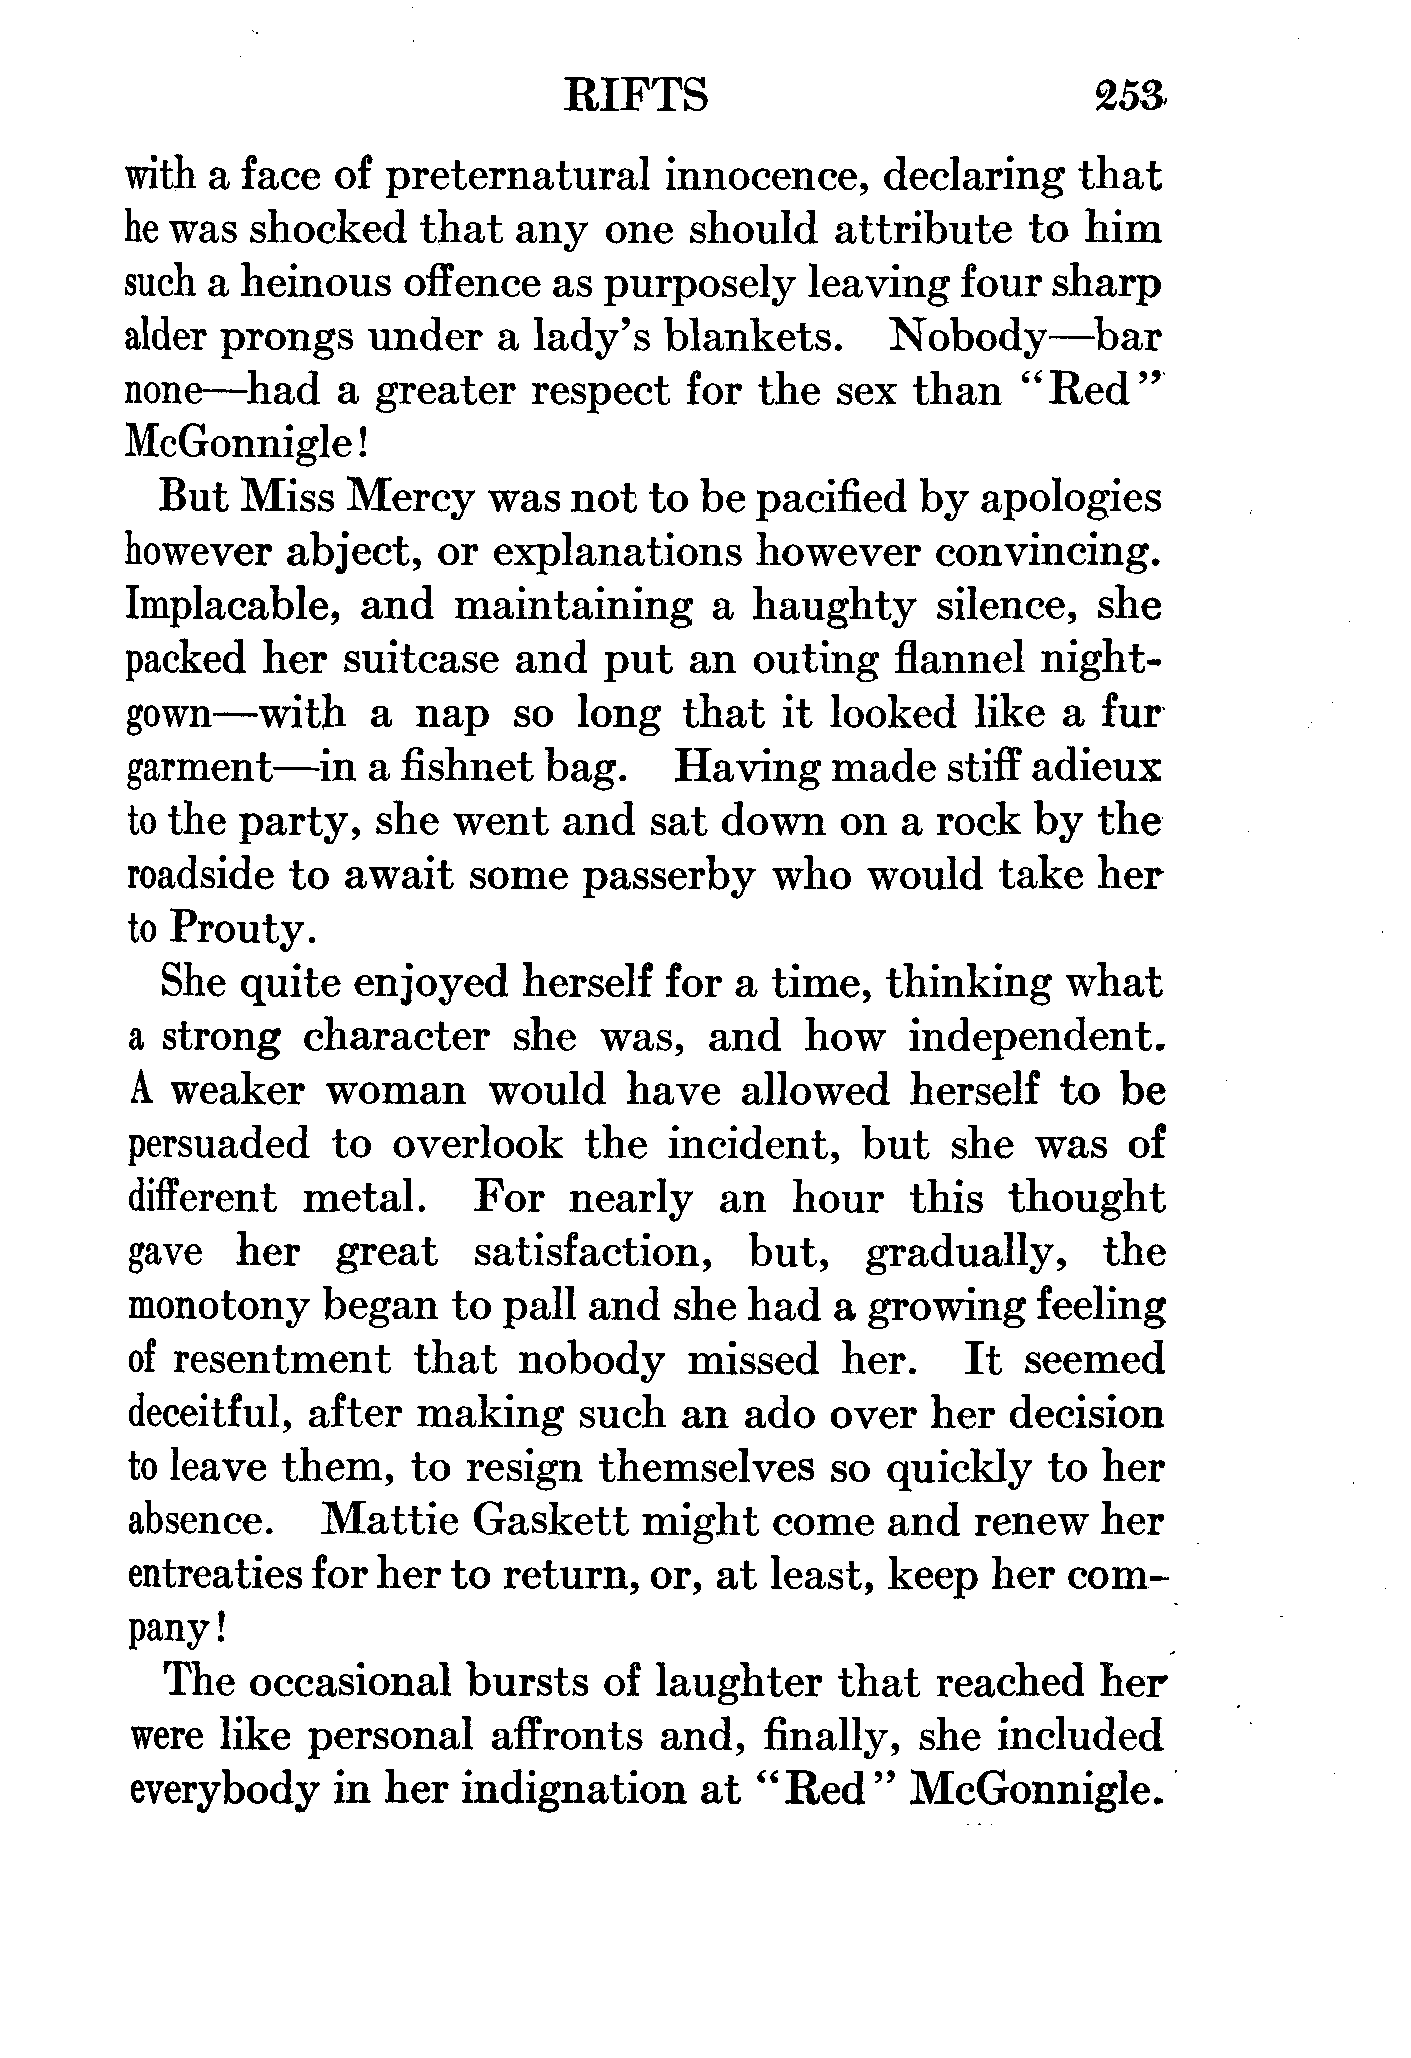 RIFTS 253
with a face of preternatural innocence, declaring that
he was shocked that any one should attribute to him
such a heinous offence as purposely leaving four sharp
alder prongs under a lady's blankets. Nobody—bar
none—had a greater respect for the sex than “Red”
McGonnigle!
But Miss Mercy was not to be pacified by apologies
however abject, or explanations however convincing.
Implacable, and maintaining a haughty silence, she
packed her suitcase and put an outing flannel night-
gown—with a nap so long that it looked like a fur
garment—in a fishnet bag. Having made stiff adieux
to the party, she went and sat down on a rock by the
roadside to await some passerby who would take her
to Prouty.
She quite enjoyed herself for a time, thinking what
a strong character she was, and how independent.
A weaker woman would have allowed herself to be
persuaded to overlook the incident, but she was of
different metal. For nearly an hour this thought
gave her great satisfaction, but, gradually, the
monotony began to pall and she had a growing feeling
of resentment that nobody missed her. It seemed
deceitful, after making such an ado over her decision
to leave them, to resign themselves so quickly to her
absence. Mattie Gaskett might come and renew her
entreaties for her to return, or, at least, keep her com-
pany!
The occasional bursts of laughter that reached her
were like personal affronts and, finally, she included
everybody in her indignation at “Red” McGonnigle.